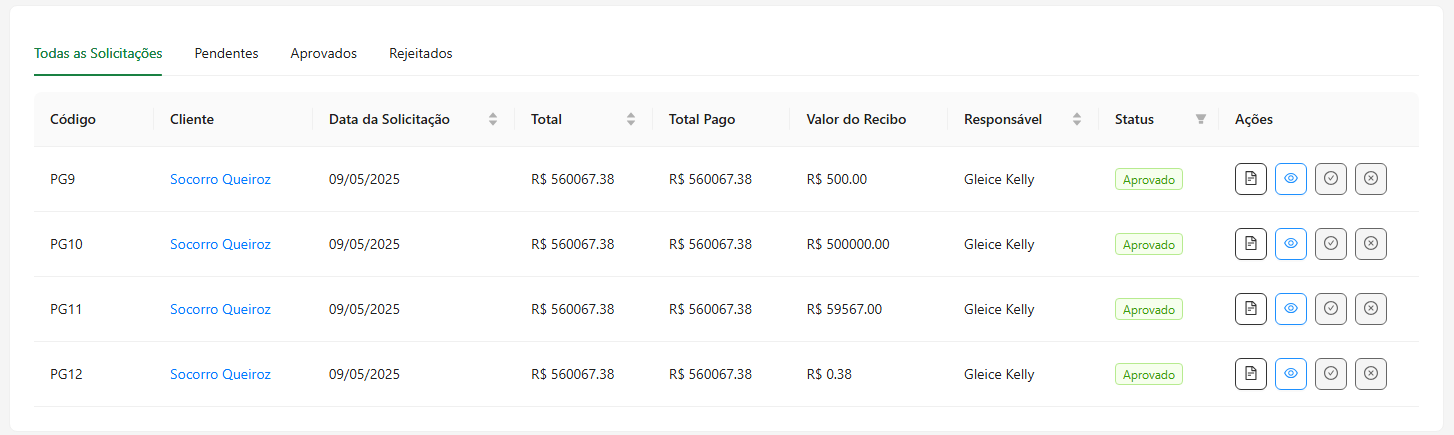 Todas as Solicitações Pendentes Aprovados Rejeitados
Código Cliente Data da Solicitação Total Total Pago Valor do Recibo Responsável Status Ações
PG9 Socorro Queiroz 09/05/2025 R$ 560067.38 R$ 560067.38 R$ 500.00 Gleice Kelly Aprovado
PG10 Socorro Queiroz 09/05/2025 R$ 560067.38 R$ 560067.38 R$ 500000.00 Gleice Kelly Aprovado
PG11 Socorro Queiroz 09/05/2025 R$ 560067.38 R$ 560067.38 R$ 59567.00 Gleice Kelly Aprovado
PG12 Socorro Queiroz 09/05/2025 R$ 560067.38 R$ 560067.38 R$ 0.38 Gleice Kelly Aprovado